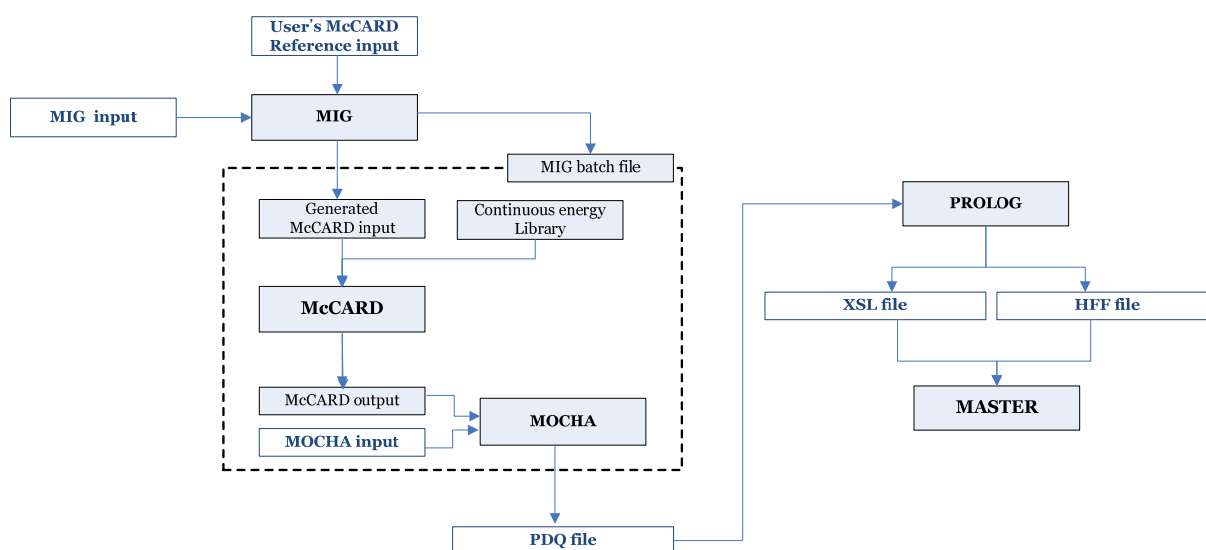 User's McCARD
Reference input
MIG input
MIG
MIG batch file
Generated
McCARD input
Continuous energy
Library
McCARD
McCARD output
MOCHA input
MOCHA
PDQ file
PROLOG
XSL file
HFF file
MASTER